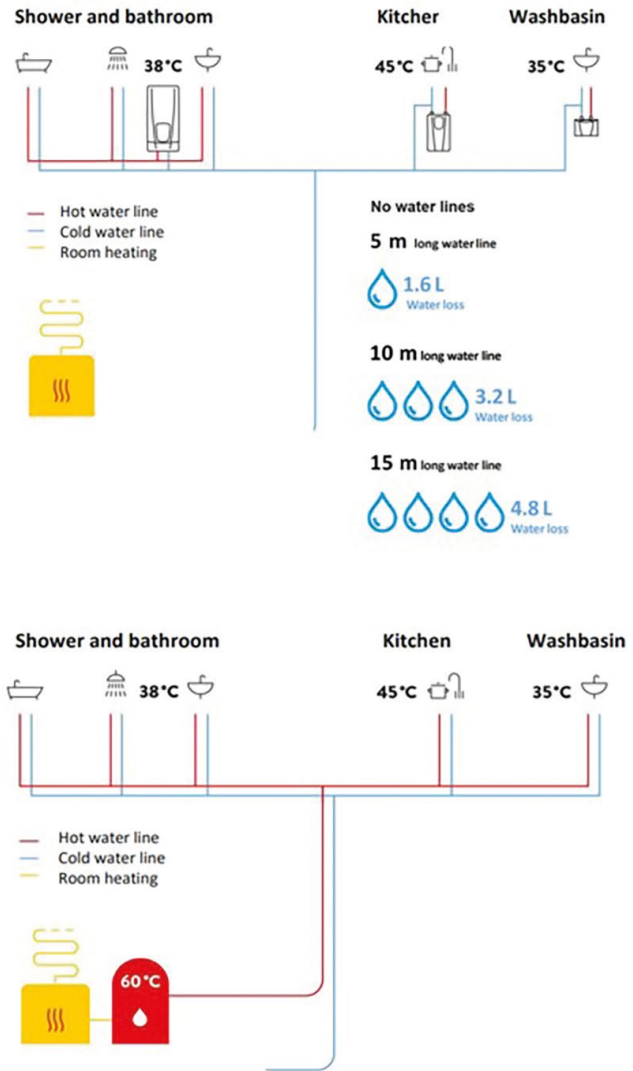 Shower and bathroom Kitcher Washbasin
38°C 45°C 35°C
Hot water line
Cold water line
Room heating
No water lines
5 m long water line
1.6 L
Water loss
10 m long water line
3.2 L
Water loss
15 m long water line
4.8 L
Water loss
Shower and bathroom Kitchen Washbasin
38°C 45°C 35°C
Hot water line
Cold water line
Room heating
60°C